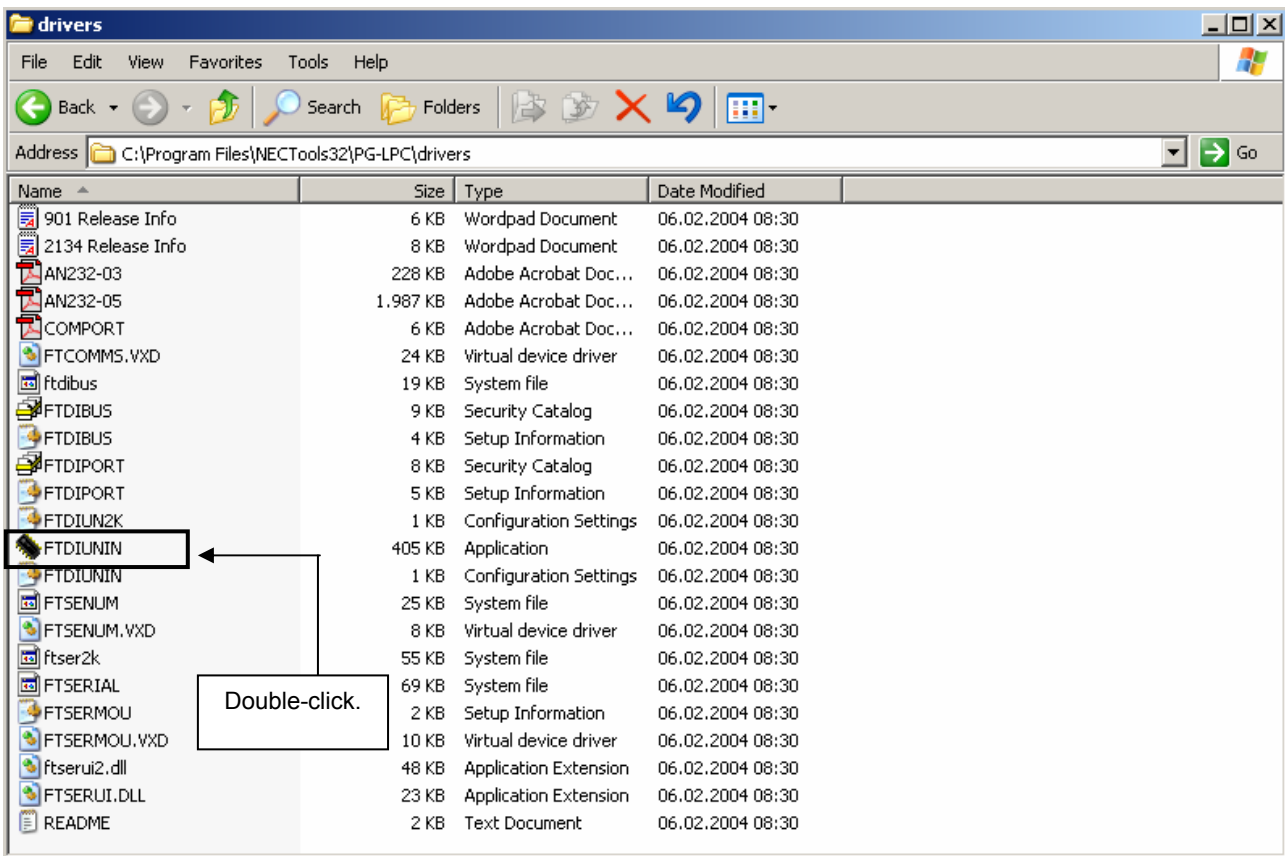 drivers
File Edit View Favorites Tools Help
Back Search Folders
Address C:\Program Files\NECTools32\PG-LPC\drivers Go
Name Size Type Date Modified
901 Release Info 6 KB Wordpad Document 06.02.2004 08:30
2134 Release Info 8 KB Wordpad Document 06.02.2004 08:30
AN232-03 228 KB Adobe Acrobat Doc... 06.02.2004 08:30
AN232-05 1.987 KB Adobe Acrobat Doc... 06.02.2004 08:30
COMPORT 6 KB Adobe Acrobat Doc... 06.02.2004 08:30
FTCOMMS.VXD 24 KB Virtual device driver 06.02.2004 08:30
ftdibus 19 KB System file 06.02.2004 08:30
FTDIBUS 9 KB Security Catalog 06.02.2004 08:30
FTDIBUS 4 KB Setup Information 06.02.2004 08:30
FTDIPORT 8 KB Security Catalog 06.02.2004 08:30
FTDIPORT 5 KB Setup Information 06.02.2004 08:30
FTDIUN2K 1 KB Configuration Settings 06.02.2004 08:30
FTDIUNIN 405 KB Application 06.02.2004 08:30
FTDIUNIN 1 KB Configuration Settings 06.02.2004 08:30
FTSENUM 25 KB System file 06.02.2004 08:30
FTSENUM.VXD 8 KB Virtual device driver 06.02.2004 08:30
ftser2k 55 KB System file 06.02.2004 08:30
FTSERIAL 69 KB System file 06.02.2004 08:30
Double-click.
FTSERMOU 2 KB Setup Information 06.02.2004 08:30
FTSERMOU.VXD 10 KB Virtual device driver 06.02.2004 08:30
ftserui2.dll 48 KB Application Extension 06.02.2004 08:30
FTSERUI.DLL 23 KB Application Extension 06.02.2004 08:30
README 2 KB Text Document 06.02.2004 08:30